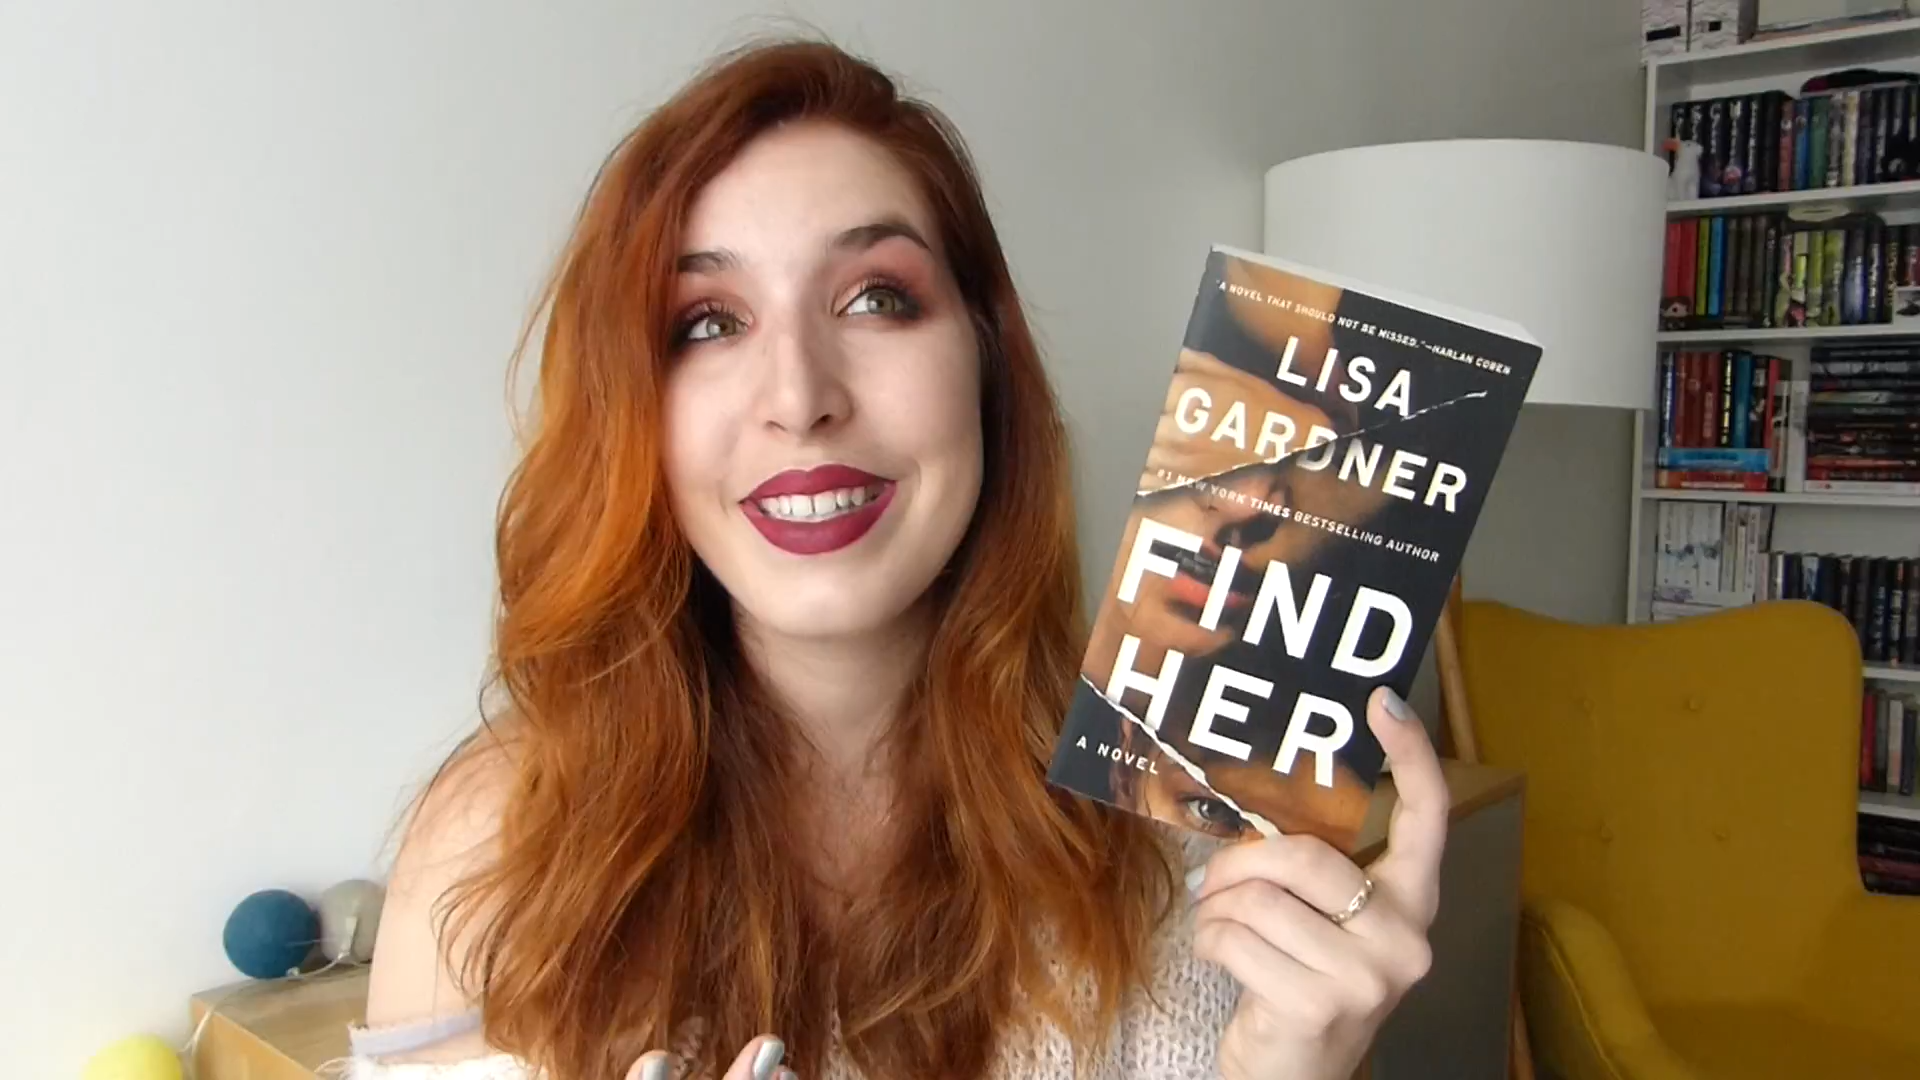 "A NOVEL THAT SHOULD NOT BE MISSED."—HARLAN COBEN
LISA
GARDNER
#1 NEW YORK TIMES BESTSELLING AUTHOR
FIND
HER
A NOVEL